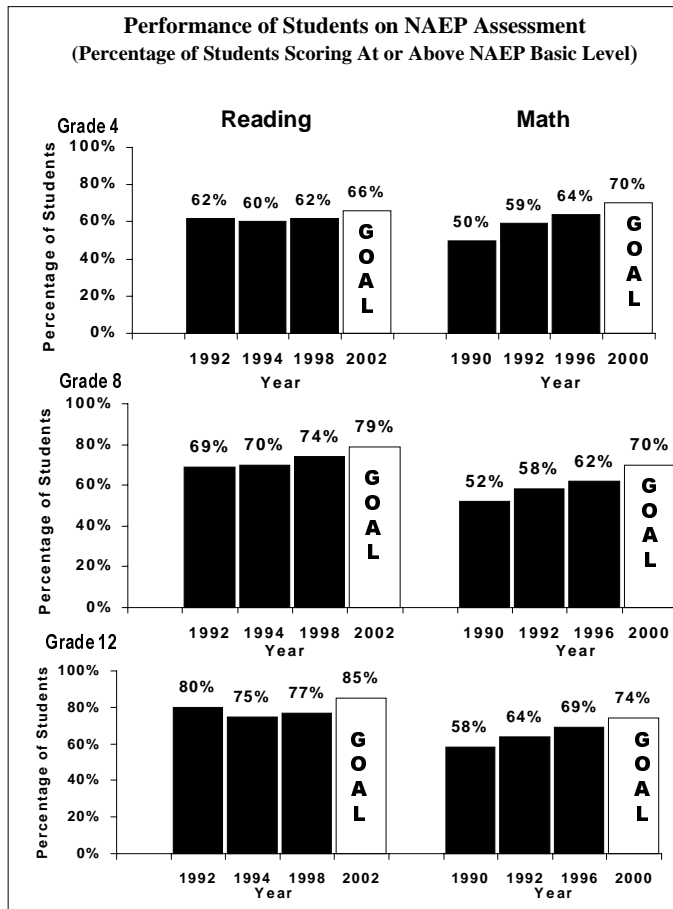 Performance of Students on NAEP Assessment
(Percentage of Students Scoring At or Above NAEP Basic Level)
Grade 4
Reading
Math
Percentage of Students
100%
80%
60%
40%
20%
0%
62%
60%
62%
66%
GOAL
1992 1994 1998 2002
Year
50%
59%
64%
70%
GOAL
1990 1992 1996 2000
Year
Grade 8
Percentage of Students
100%
80%
60%
40%
20%
0%
69%
70%
74%
79%
GOAL
1992 1994 1998 2002
Year
52%
58%
62%
70%
GOAL
1990 1992 1996 2000
Year
Grade 12
Percentage of Students
100%
80%
60%
40%
20%
0%
80%
75%
77%
85%
GOAL
1992 1994 1998 2002
Year
58%
64%
69%
74%
GOAL
1990 1992 1996 2000
Year